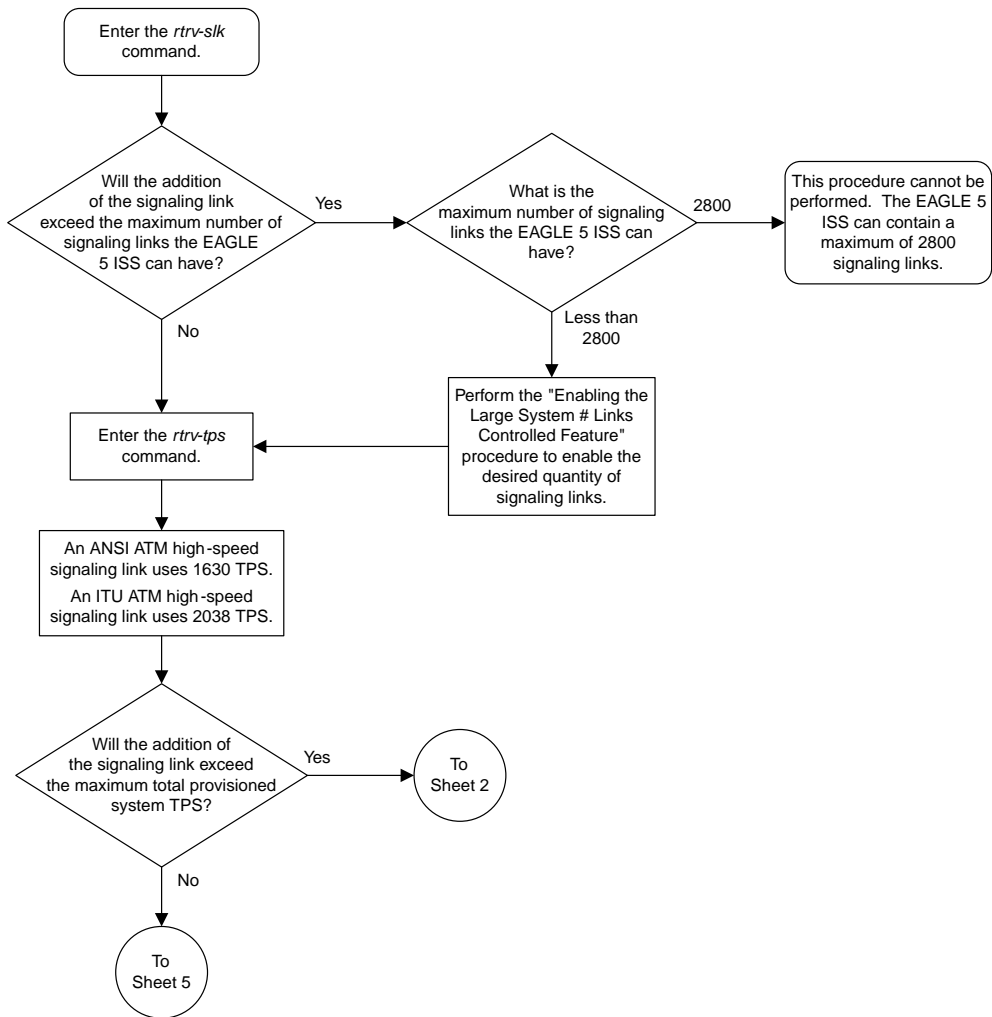 Enter the rtrv-slk
command.
Will the addition
of the signaling link
exceed the maximum number of
signaling links the EAGLE
5 ISS can have?
Yes
What is the
maximum number of signaling
links the EAGLE 5 ISS can
have?
2800
This procedure cannot be
performed. The EAGLE 5
ISS can contain a
maximum of 2800
signaling links.
No
Less than
2800
Enter the rtrv-tps
command.
Perform the "Enabling the
Large System # Links
Controlled Feature"
procedure to enable the
desired quantity of
signaling links.
An ANSI ATM high-speed
signaling link uses 1630 TPS.
An ITU ATM high-speed
signaling link uses 2038 TPS.
Will the addition of
the signaling link exceed
the maximum total provisioned
system TPS?
Yes
To
Sheet 2
No
To
Sheet 5